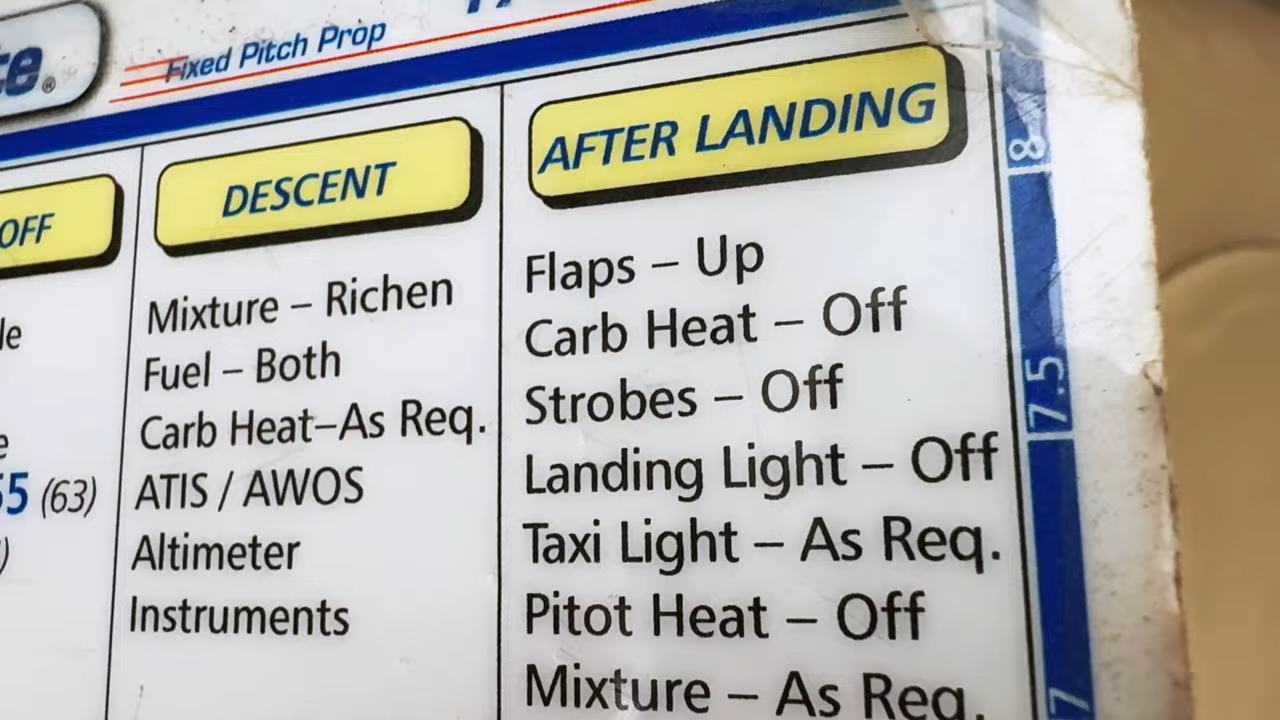 Fixed Pitch Prop
OFF
(63)
DESCENT
Mixture – Richen
Fuel – Both
Carb Heat–As Req.
ATIS / AWOS
Altimeter
Instruments
AFTER LANDING
Flaps – Up
Carb Heat – Off
Strobes – Off
Landing Light – Off
Taxi Light – As Req.
Pitot Heat – Off
Mixture – As Req.
8
7.5
7